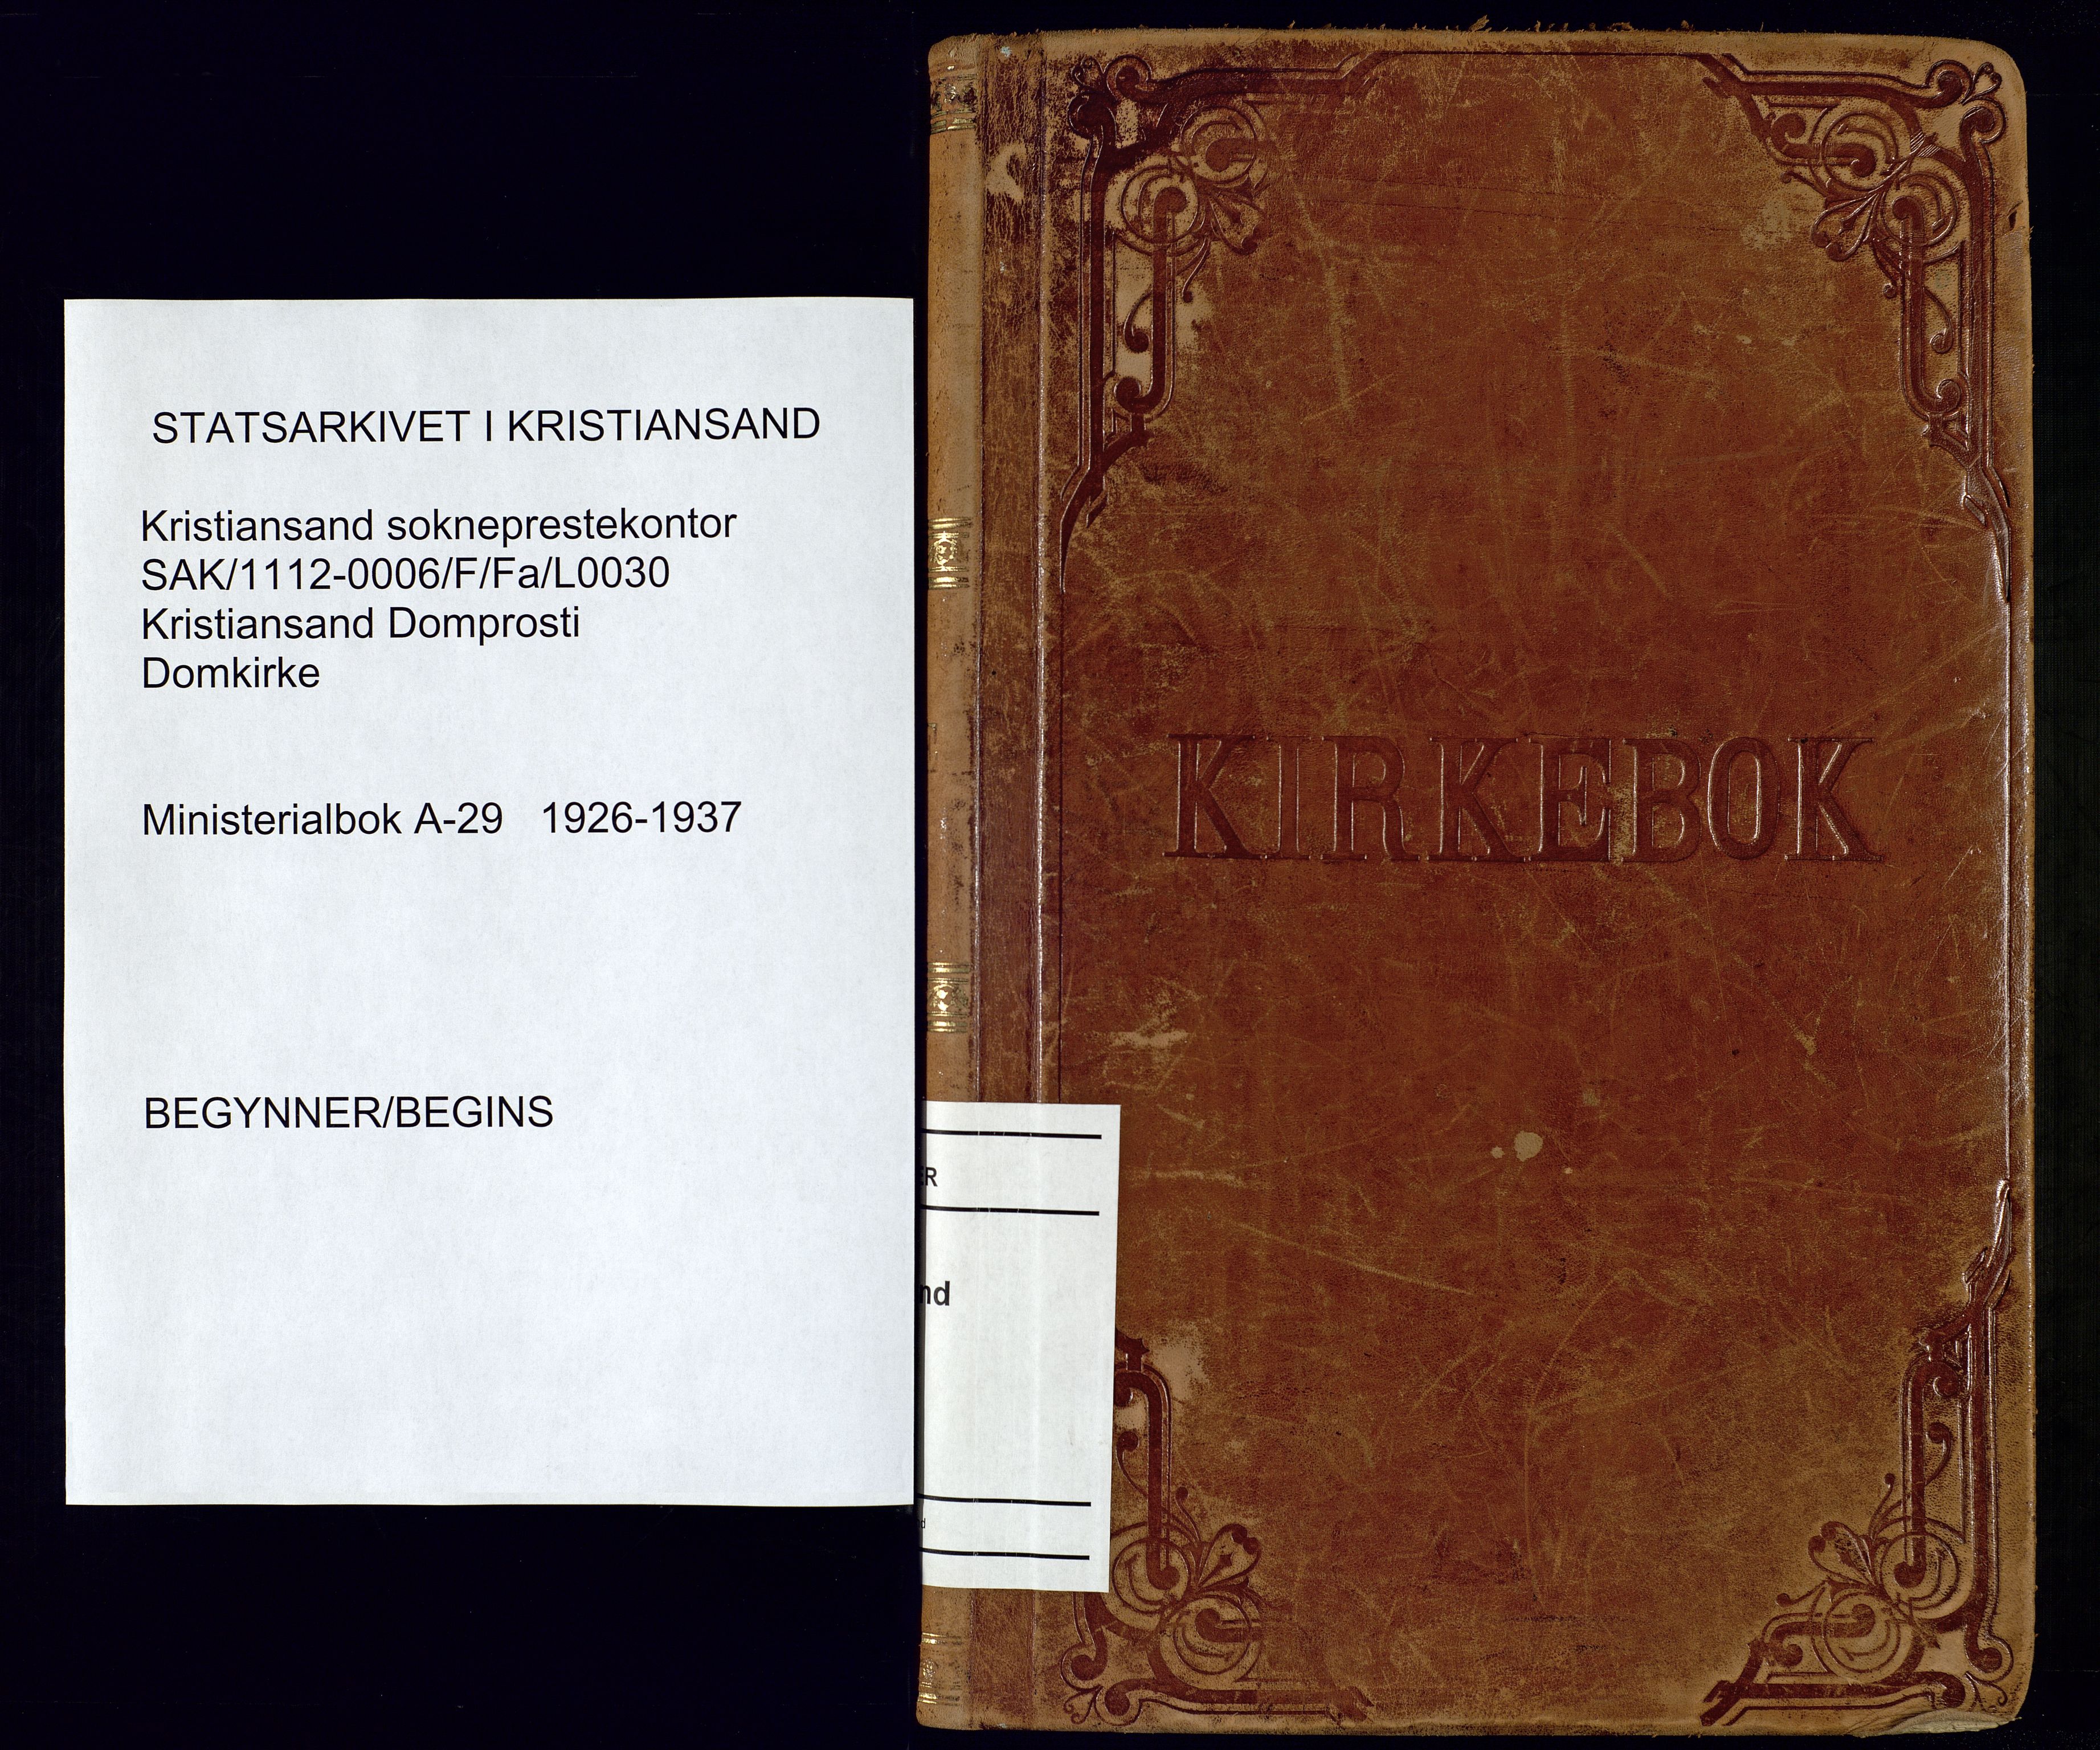 STATSARKIVET I KRISTIANSAND
Kristiansand sokneprestekontor
SAK/1112-0006/F/Fa/L0030
Kristiansand Domprosti
Domkirke
Ministerialbok A-29 1926-1937
BEGYNNER/BEGINS
KIRKEBOK